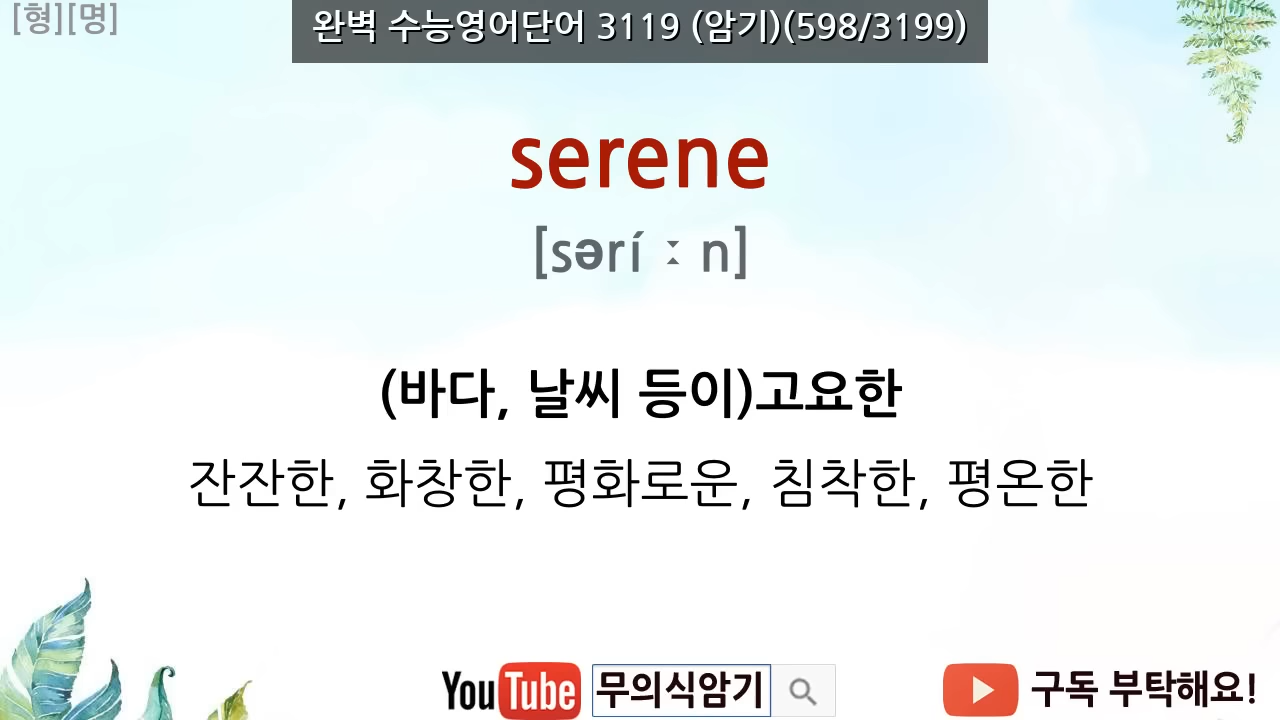 [형][명]
완벽 수능영어단어 3119 (암기)(598/3199)
serene
[sərí ː n]
(바다, 날씨 등이)고요한
잔잔한, 화창한, 평화로운, 침착한, 평온한
YouTube 무의식암기
구독 부탁해요!